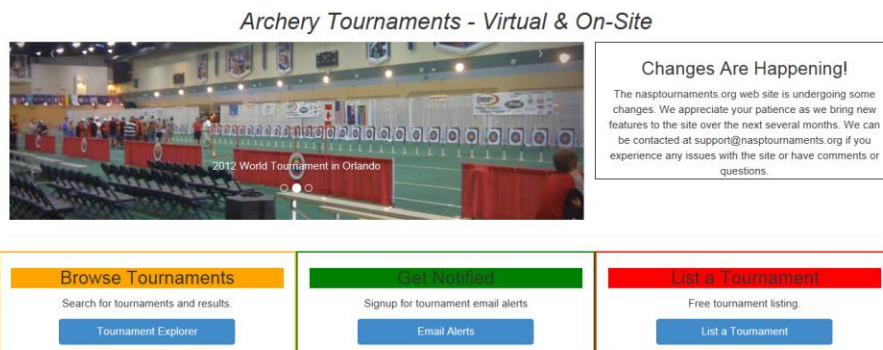 Archery Tournaments - Virtual & On-Site
2012 World Tournament in Orlando
Changes Are Happening!
The nasptournaments.org web site is undergoing some
changes. We appreciate your patience as we bring new
features to the site over the next several months. We can
be contacted at support@nasptournaments.org if you
experience any issues with the site or have comments or
questions.
Browse Tournaments
Search for tournaments and results.
Tournament Explorer
Get Notified
Signup for tournament email alerts
Email Alerts
List a Tournament
Free tournament listing.
List a Tournament